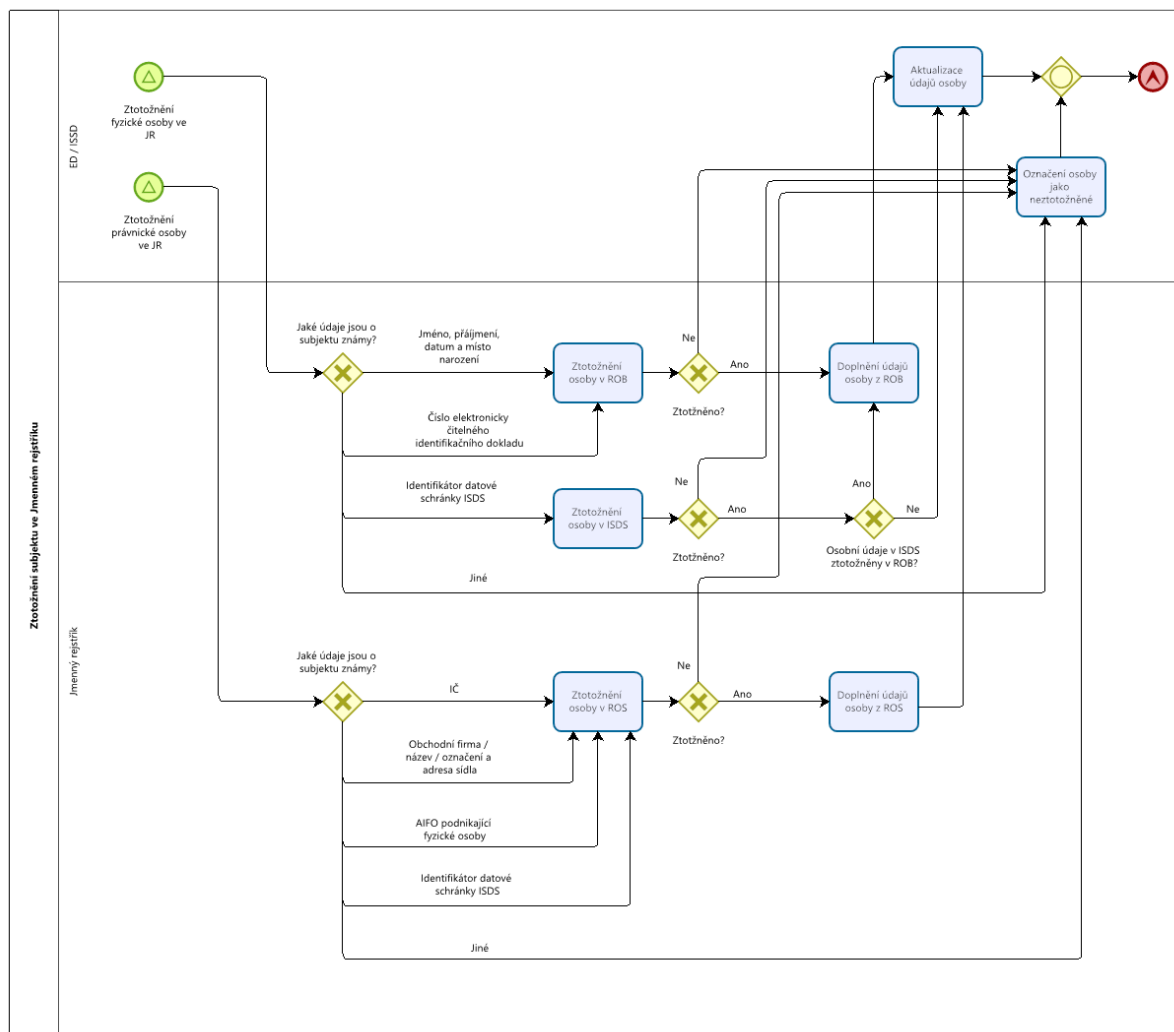 Ztotožnění subjektu ve Jmenném rejstříku
ED / ISSD
Ztotožnění
fyzické osoby ve
JR
Ztotožnění
právnické osoby
ve JR
Aktualizace
údajů osoby
Označení osoby
jako
neztotožněné
Jmenný rejstřík
Jaké údaje jsou o
subjektu známy?
Jméno, přájímení,
datum a místo
narození
Ztotožnění
osoby v ROB
Ne
Ano
Ztotžněno?
Doplnění údajů
osoby z ROB
Číslo elektronicky
čitelného
identifikačního dokladu
Identifikátor datové
schránky ISDS
Ztotožnění
osoby v ISDS
Ne
Ano
Ztotžněno?
Ano
Ne
Osobní údaje v ISDS
ztotožněny v ROB?
Jiné
Jaké údaje jsou o
subjektu známy?
IČ
Ztotožnění
osoby v ROS
Ne
Ano
Ztotžněno?
Doplnění údajů
osoby z ROS
Obchodní firma /
název / označení a
adresa sídla
AIFO podnikající
fyzické osoby
Identifikátor datové
schránky ISDS
Jiné